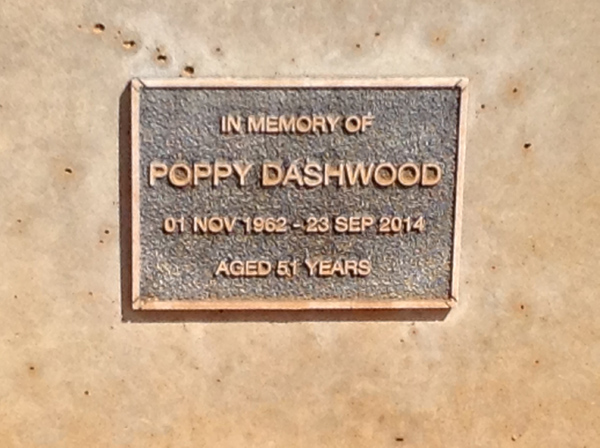 IN MEMORY OF
POPPY DASHWOOD
01 NOV 1962 - 23 SEP 2014
AGED 51 YEARS